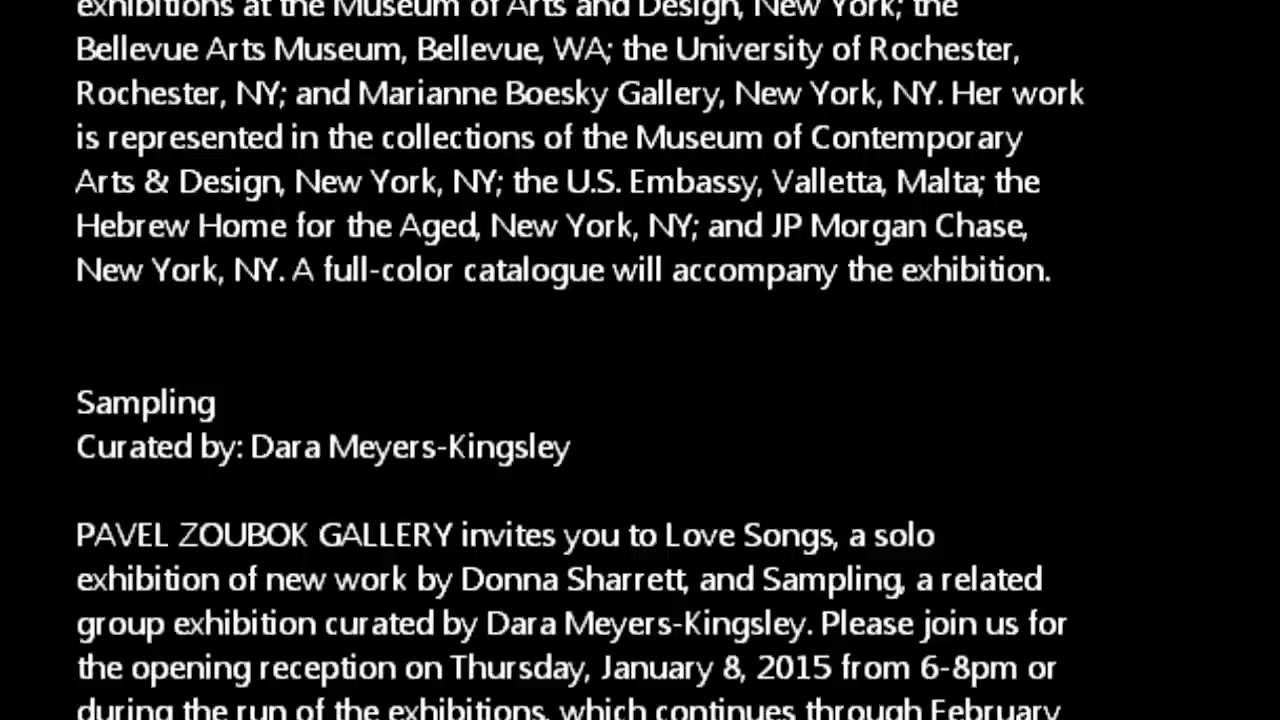 exhibitions at the Museum of Arts and Design, New York; the
Bellevue Arts Museum, Bellevue, WA; the University of Rochester,
Rochester, NY; and Marianne Boesky Gallery, New York, NY. Her work
is represented in the collections of the Museum of Contemporary
Arts & Design, New York, NY; the U.S. Embassy, Valletta, Malta; the
Hebrew Home for the Aged, New York, NY; and JP Morgan Chase,
New York, NY. A full-color catalogue will accompany the exhibition.
Sampling
Curated by: Dara Meyers-Kingsley
PAVEL ZOUBOK GALLERY invites you to Love Songs, a solo
exhibition of new work by Donna Sharrett, and Sampling, a related
group exhibition curated by Dara Meyers-Kingsley. Please join us for
the opening reception on Thursday, January 8, 2015 from 6-8pm or
during the run of the exhibitions, which continues through February